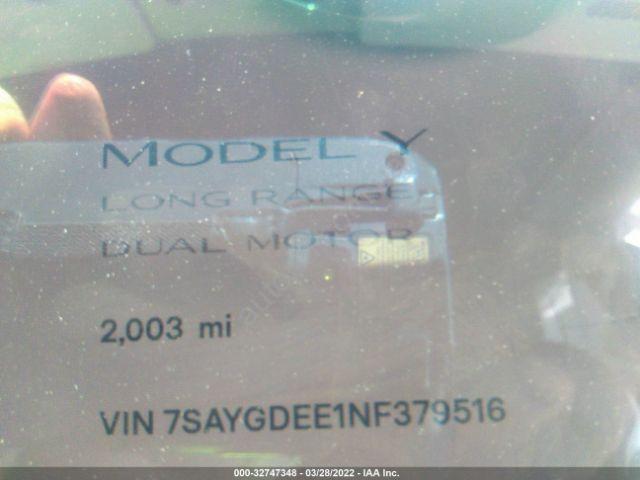 MODEL Y
LONG RANGE
DUAL MOTOR
2,003 mi
VIN 7SAYGDEE1NF379516
000-32747348 - 03/28/2022 - IAA Inc.